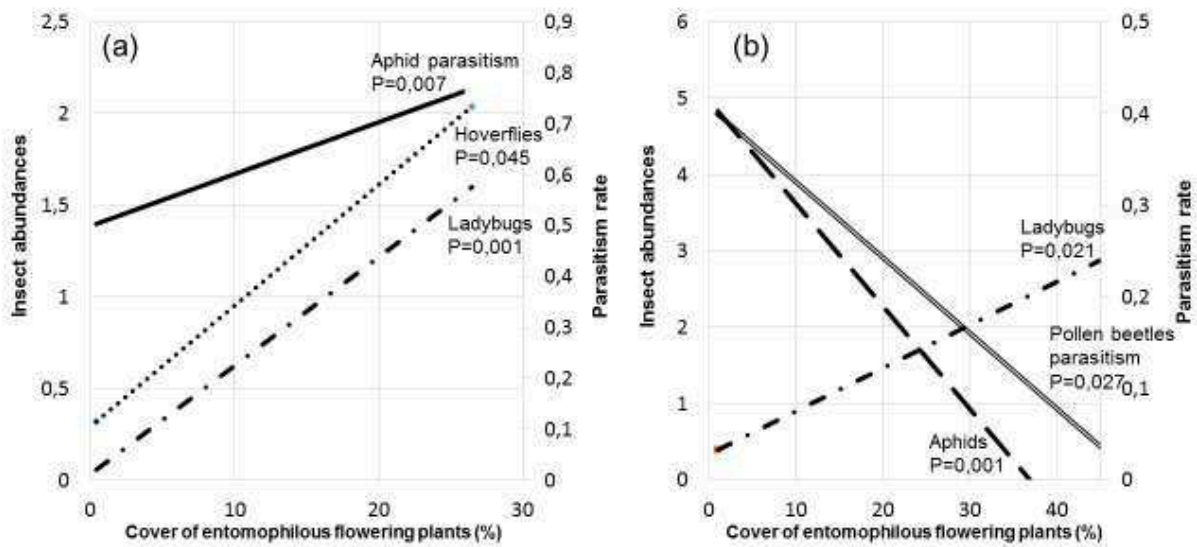 (a)
2,5
2
1,5
1
0,5
0
Insect abundances
Aphid parasitism
P=0,007
Hoverflies
P=0,045
Ladybugs
P=0,001
0,9
0,8
0,7
0,6
0,5
0,4
0,3
0,2
0,1
0
Parasitism rate
0 10 20 30
Cover of entomophilous flowering plants (%)
(b)
6
5
4
3
2
1
0
Insect abundances
Ladybugs
P=0,021
Pollen beetles
parasitism
P=0,027
Aphids
P=0,001
0,5
0,4
0,3
0,2
0,1
0
Parasitism rate
0 10 20 30 40
Cover of entomophilous flowering plants (%)